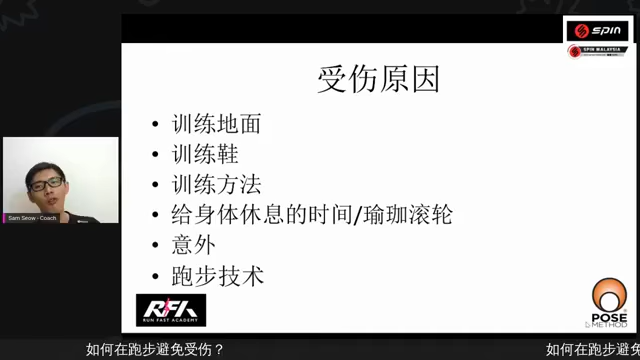 SPIN
SPIN MALAYSIA
受伤原因
• 训练地面
• 训练鞋
• 训练方法
• 给身体休息的时间/瑜珈滚轮
• 意外
• 跑步技术
Sam Seow - Coach
RFA
RUN FAST ACADEMY
POSE
METHOD
如何在跑步避免受伤？
如何在跑步避免